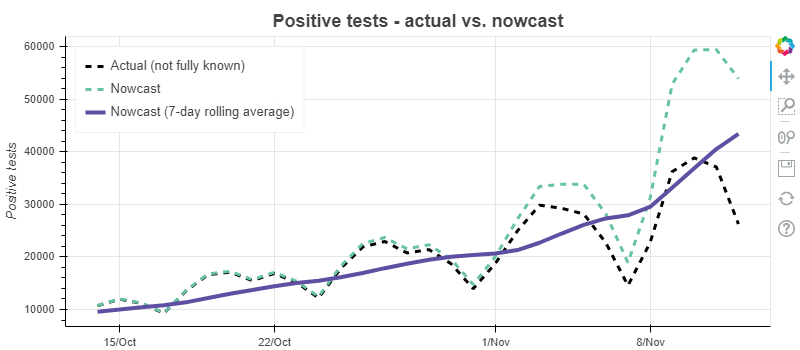 Positive tests - actual vs. nowcast
Actual (not fully known)
Nowcast
Nowcast (7-day rolling average)
Positive tests
60000
50000
40000
30000
20000
10000
15/Oct
22/Oct
1/Nov
8/Nov